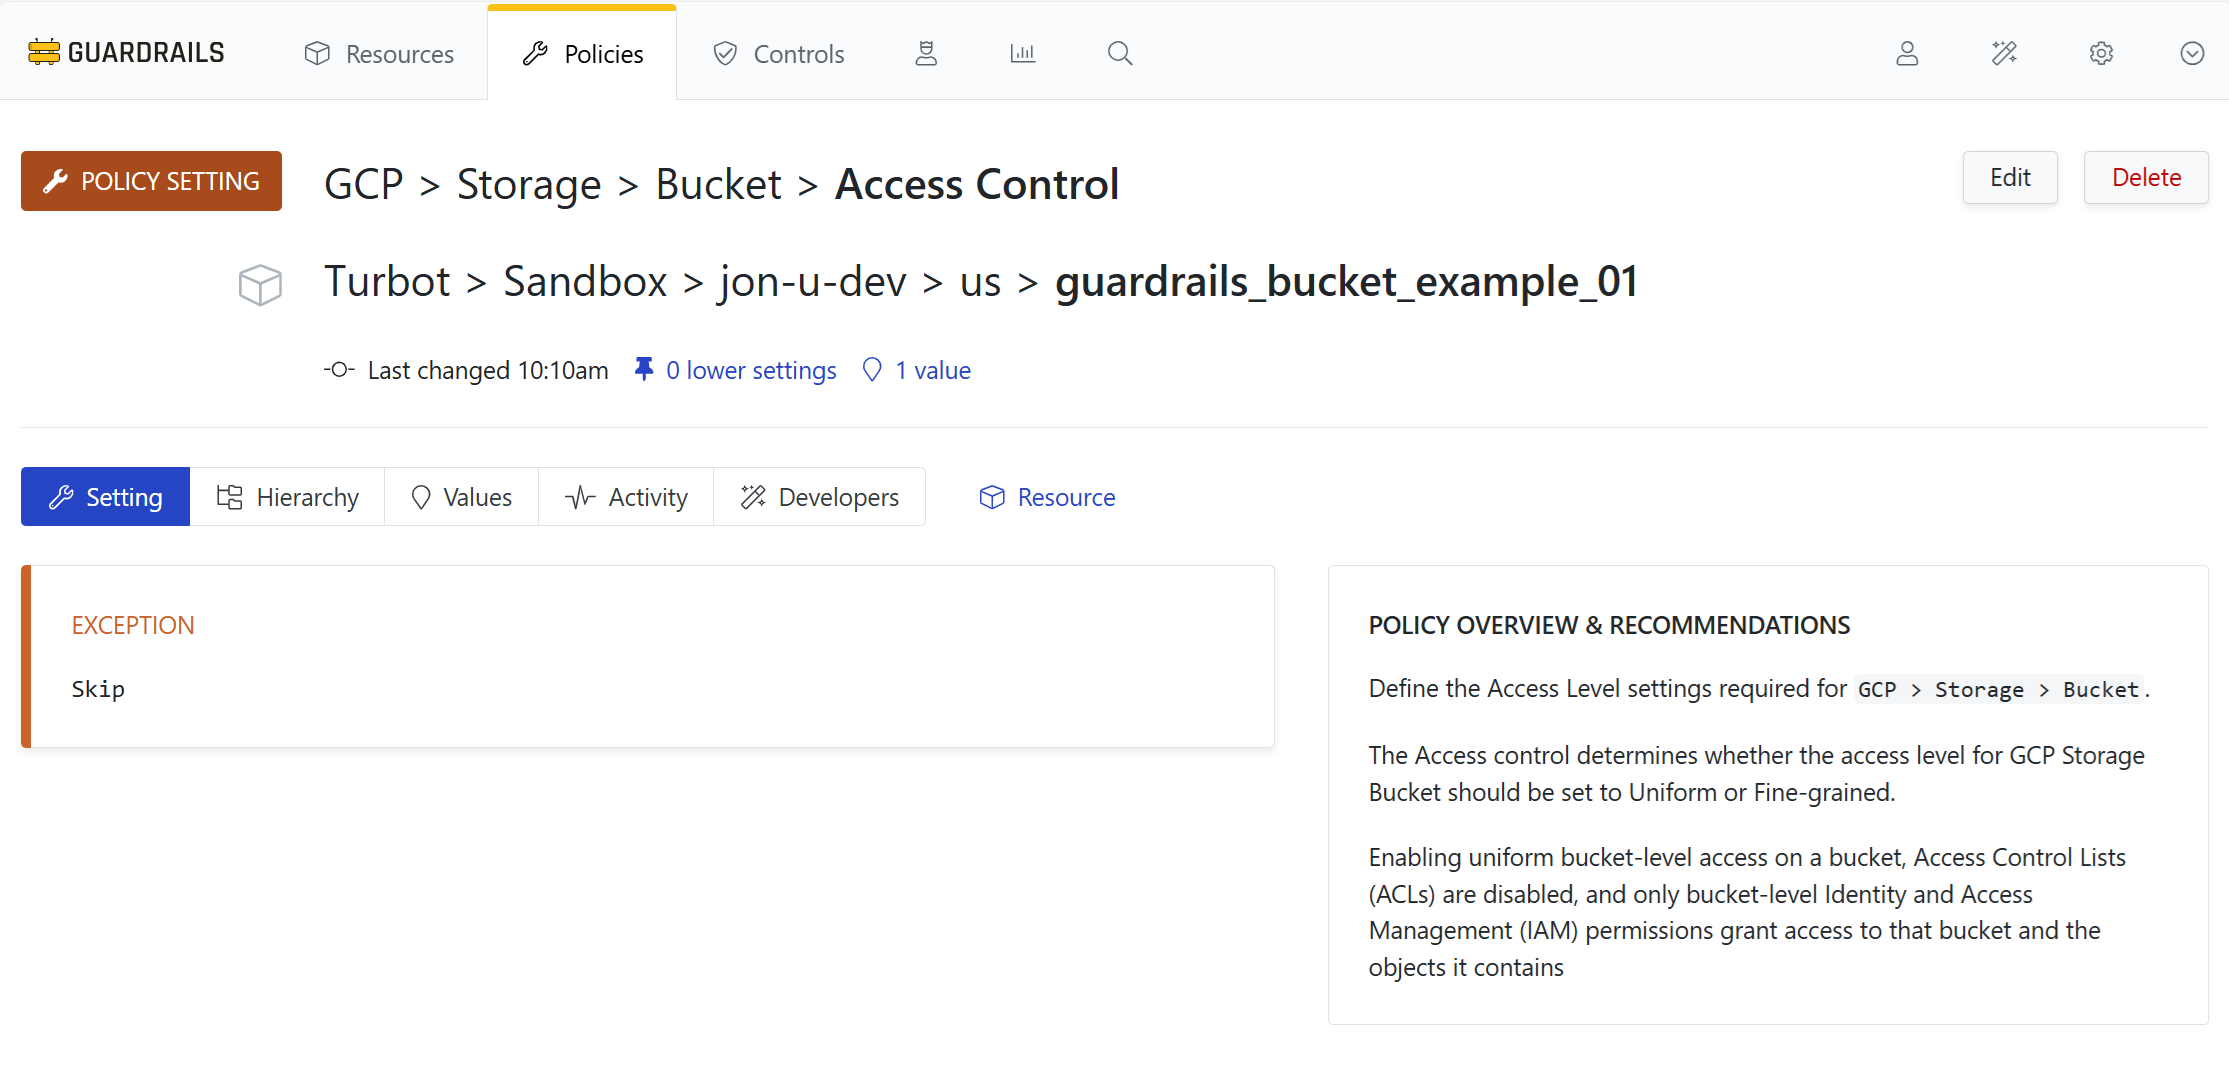 GUARDRAILS Resources Policies Controls
POLICY SETTING GCP > Storage > Bucket > Access Control Edit Delete
Turbot > Sandbox > jon-u-dev > us > guardrails_bucket_example_01
Last changed 10:10am 0 lower settings 1 value
Setting Hierarchy Values Activity Developers Resource
EXCEPTION
Skip
POLICY OVERVIEW & RECOMMENDATIONS
Define the Access Level settings required for GCP > Storage > Bucket.
The Access control determines whether the access level for GCP Storage
Bucket should be set to Uniform or Fine-grained.
Enabling uniform bucket-level access on a bucket, Access Control Lists
(ACLs) are disabled, and only bucket-level Identity and Access
Management (IAM) permissions grant access to that bucket and the
objects it contains